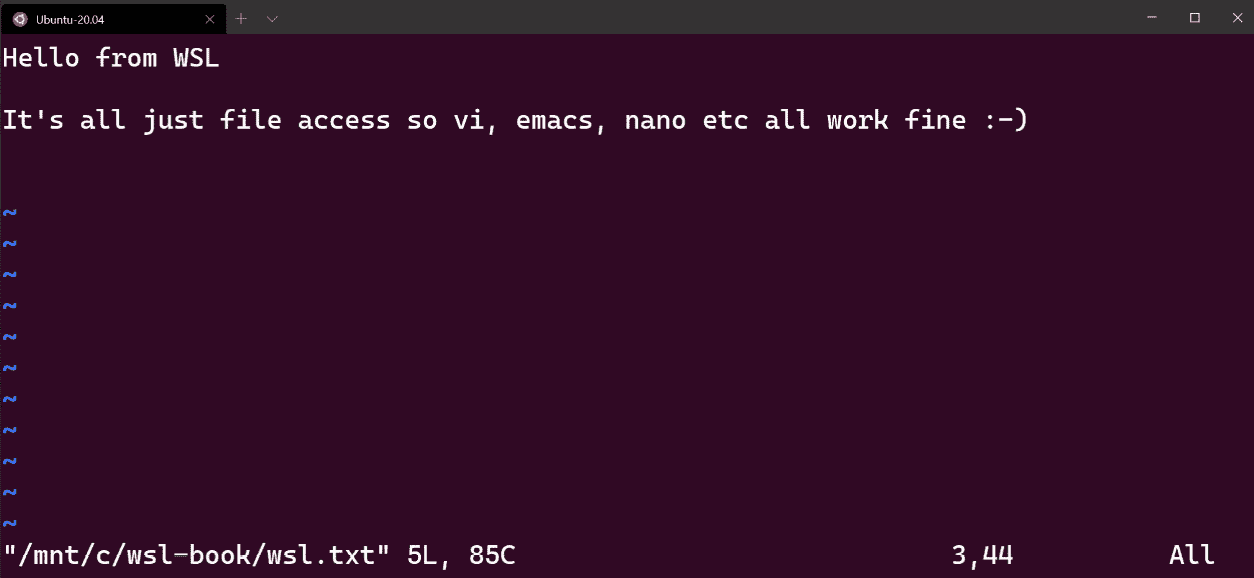 Ubuntu-20.04
Hello from WSL
It's all just file access so vi, emacs, nano etc all work fine :-)
~
~
~
~
~
~
~
~
~
~
~
"/mnt/c/wsl-book/wsl.txt" 5L, 85C 3,44 All